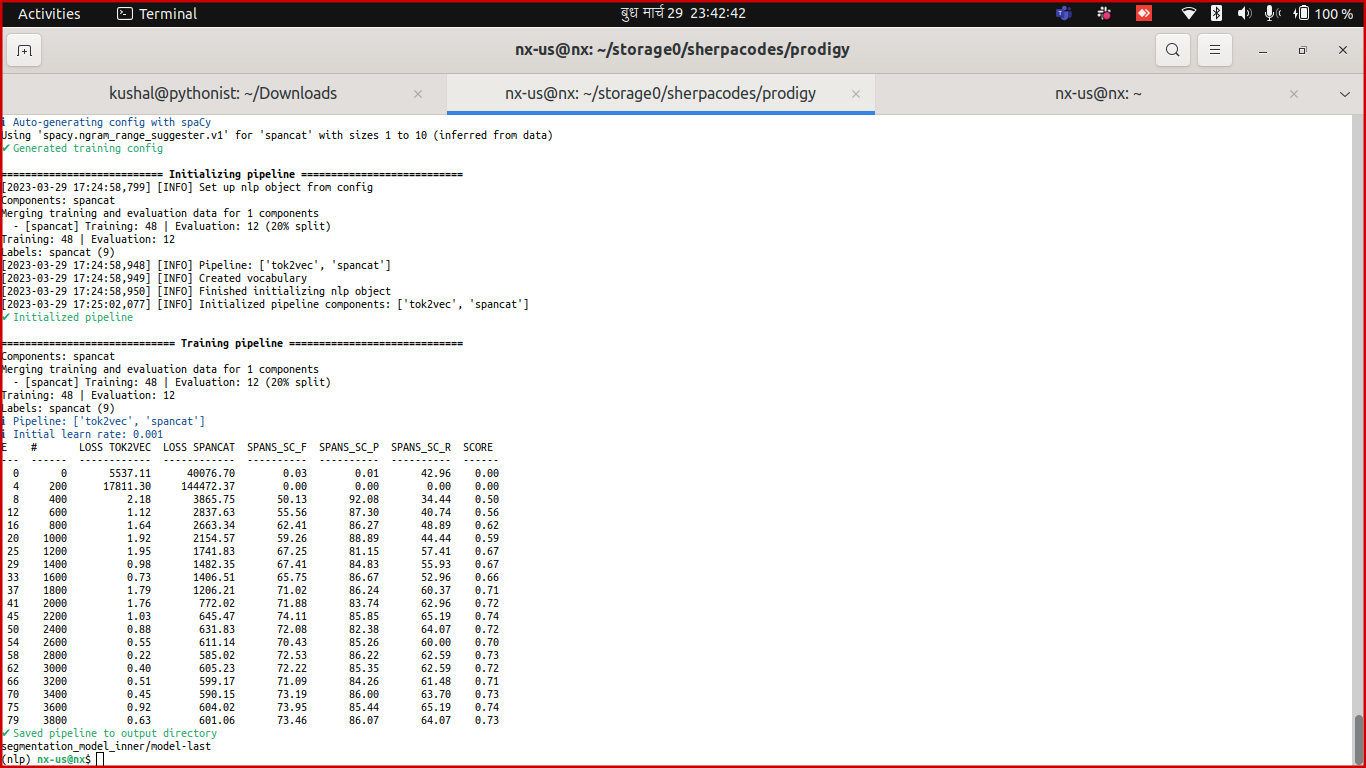 Activities Terminal बुध मार्च 29 23:42:42 100 %
nx-us@nx: ~/storage0/sherpacodes/prodigy
kushal@pythonist: ~/Downloads × nx-us@nx: ~/storage0/sherpacodes/prodigy × nx-us@nx: ~ ×
ℹ Auto-generating config with spaCy
Using 'spacy.ngram_range_suggester.v1' for 'spancat' with sizes 1 to 10 (inferred from data)
✔ Generated training config
=========================== Initializing pipeline ===========================
[2023-03-29 17:24:58,799] [INFO] Set up nlp object from config
Components: spancat
Merging training and evaluation data for 1 components
- [spancat] Training: 48 | Evaluation: 12 (20% split)
Training: 48 | Evaluation: 12
Labels: spancat (9)
[2023-03-29 17:24:58,948] [INFO] Pipeline: ['tok2vec', 'spancat']
[2023-03-29 17:24:58,949] [INFO] Created vocabulary
[2023-03-29 17:24:58,950] [INFO] Finished initializing nlp object
[2023-03-29 17:25:02,077] [INFO] Initialized pipeline components: ['tok2vec', 'spancat']
✔ Initialized pipeline
============================= Training pipeline =============================
Components: spancat
Merging training and evaluation data for 1 components
- [spancat] Training: 48 | Evaluation: 12 (20% split)
Training: 48 | Evaluation: 12
Labels: spancat (9)
ℹ Pipeline: ['tok2vec', 'spancat']
ℹ Initial learn rate: 0.001
E # LOSS TOK2VEC LOSS SPANCAT SPANS_SC_F SPANS_SC_P SPANS_SC_R SCORE
--- ------ ------------ ------------ ---------- ---------- ---------- ------
0 0 5537.11 40076.70 0.03 0.01 42.96 0.00
4 200 17811.30 144472.37 0.00 0.00 0.00 0.00
8 400 2.18 3865.75 50.13 92.08 34.44 0.50
12 600 1.12 2837.63 55.56 87.30 40.74 0.56
16 800 1.64 2663.34 62.41 86.27 48.89 0.62
20 1000 1.92 2154.57 59.26 88.89 44.44 0.59
25 1200 1.95 1741.83 67.25 81.15 57.41 0.67
29 1400 0.98 1482.35 67.41 84.83 55.93 0.67
33 1600 0.73 1406.51 65.75 86.67 52.96 0.66
37 1800 1.79 1206.21 71.02 86.24 60.37 0.71
41 2000 1.76 772.02 71.88 83.74 62.96 0.72
45 2200 1.03 645.47 74.11 85.85 65.19 0.74
50 2400 0.88 631.83 72.08 82.38 64.07 0.72
54 2600 0.55 611.14 70.43 85.26 60.00 0.70
58 2800 0.22 585.02 72.53 86.22 62.59 0.73
62 3000 0.40 605.23 72.22 85.35 62.59 0.72
66 3200 0.51 599.17 71.09 84.26 61.48 0.71
70 3400 0.45 590.15 73.19 86.00 63.70 0.73
75 3600 0.92 604.02 73.95 85.44 65.19 0.74
79 3800 0.63 601.06 73.46 86.07 64.07 0.73
✔ Saved pipeline to output directory
segmentation_model_inner/model-last
(nlp) nx-us@nx$